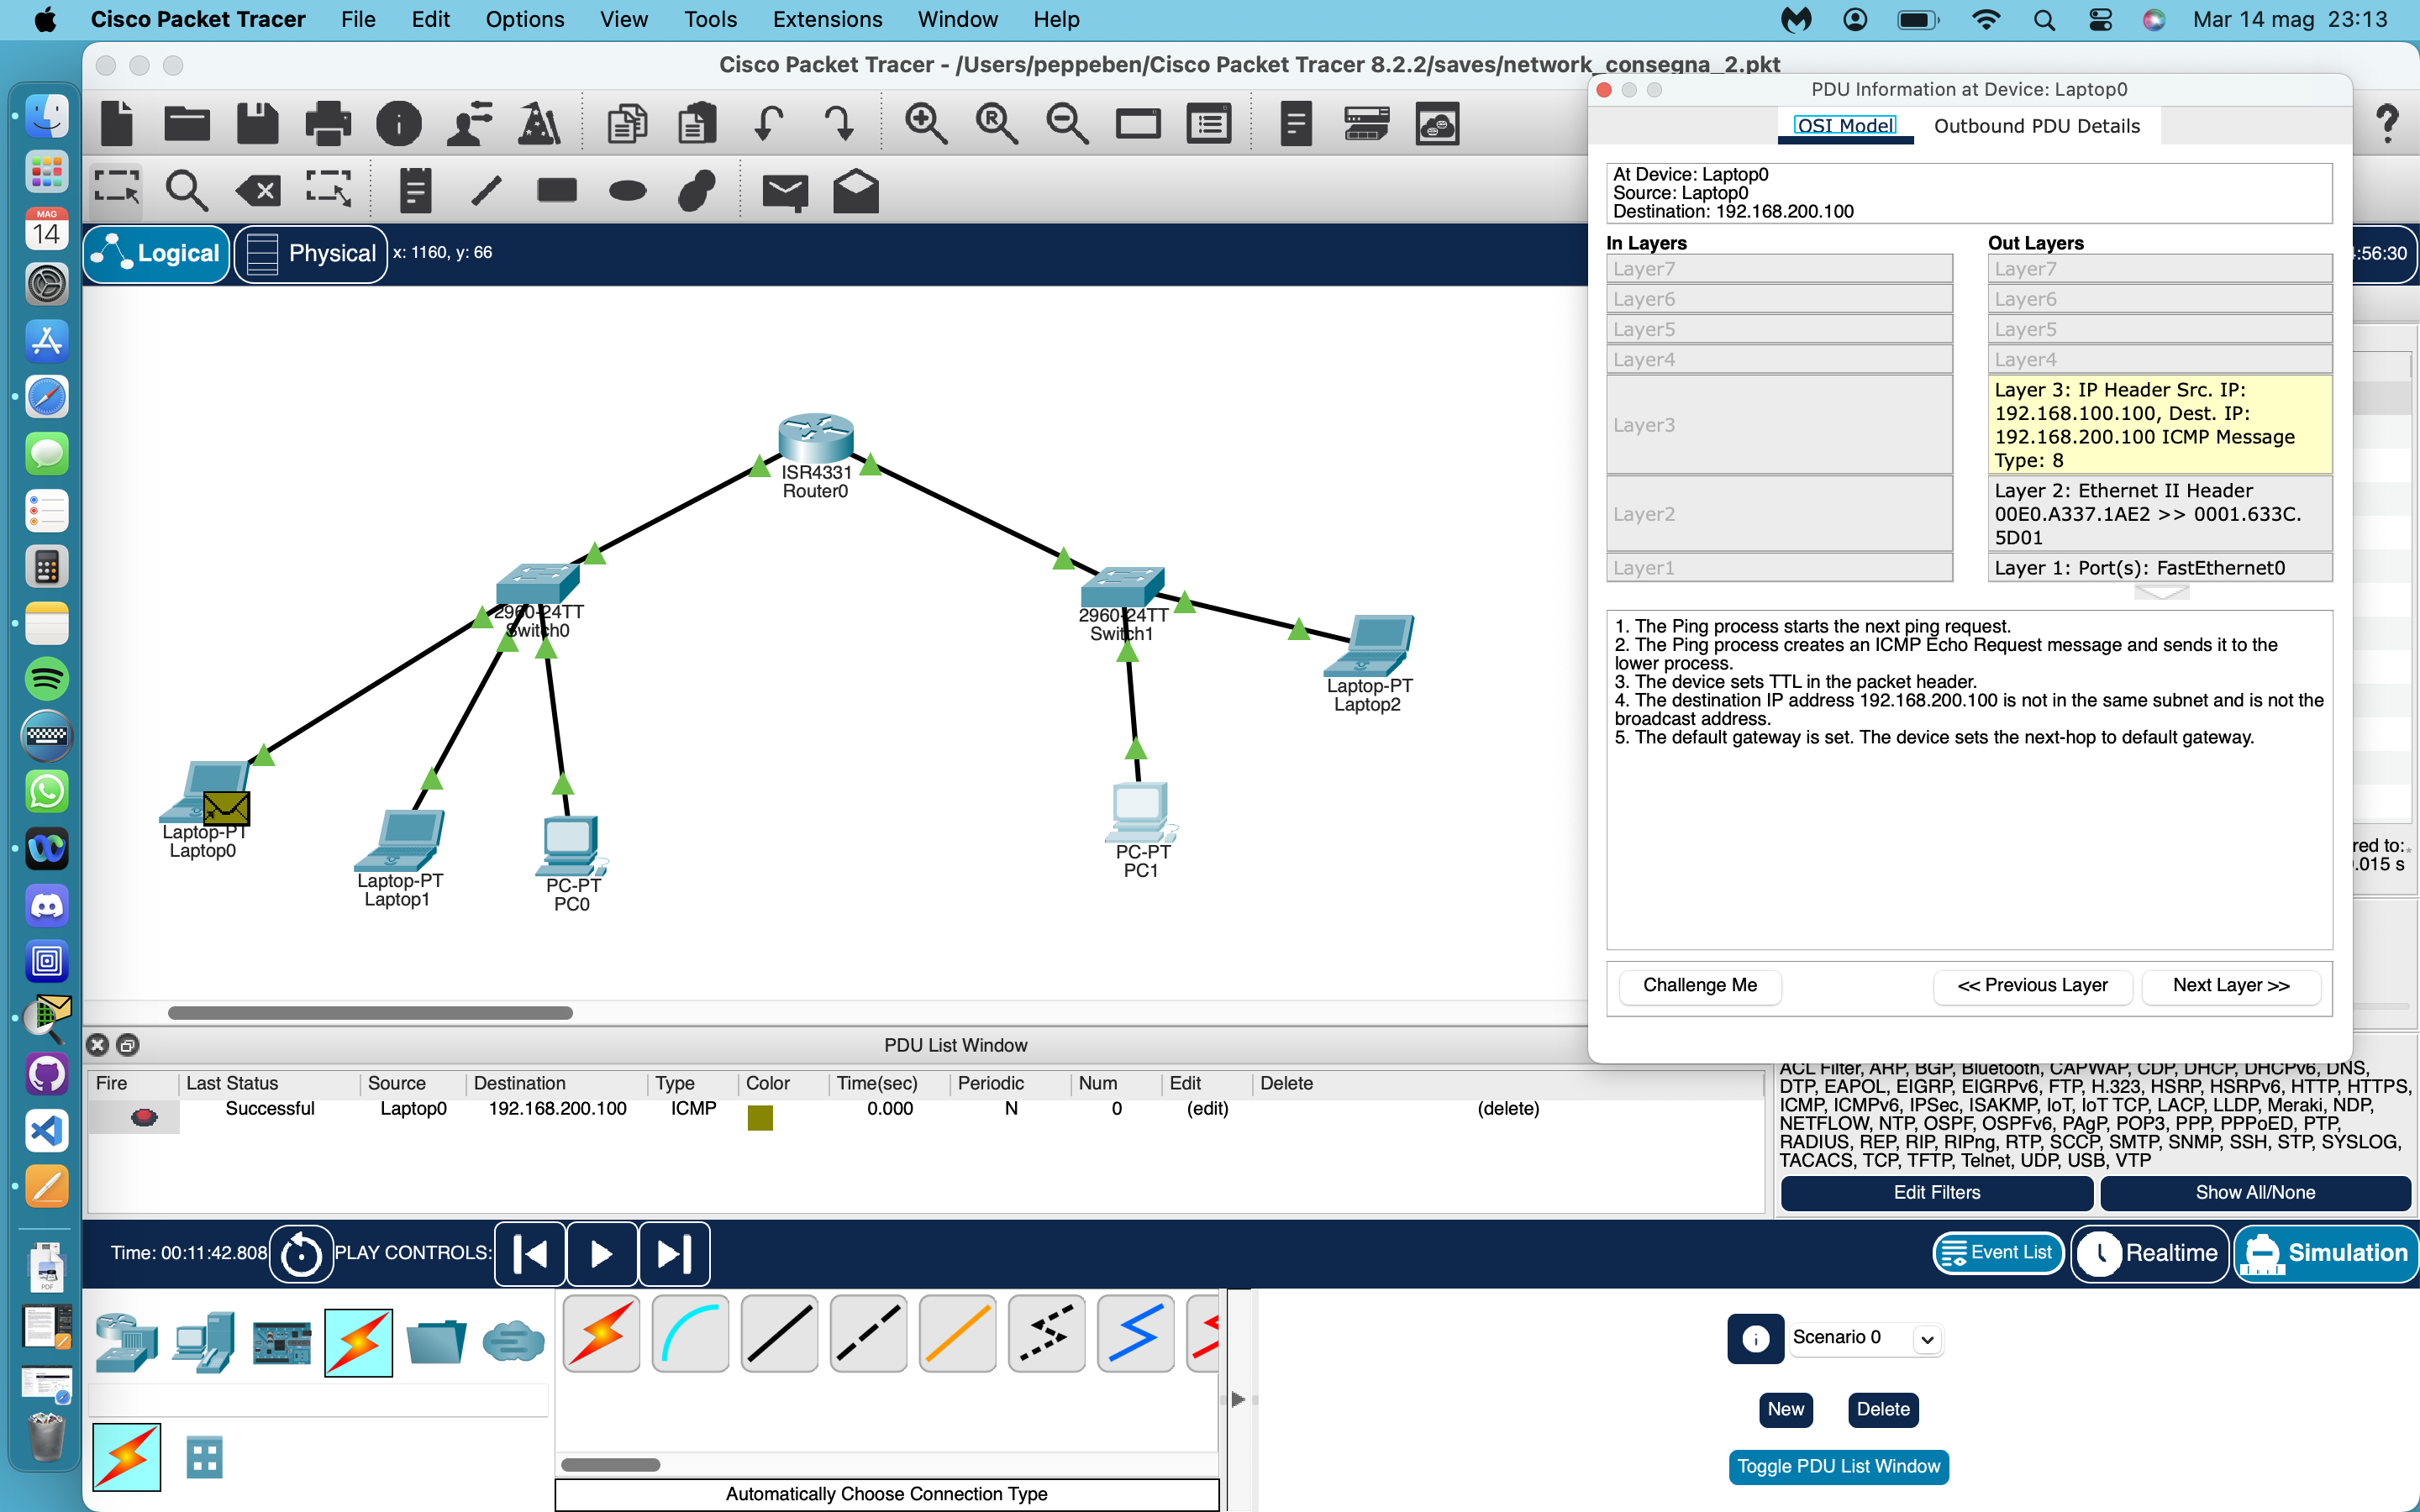 Cisco Packet Tracer File Edit Options View Tools Extensions Window Help Mar 14 mag 23:13
Cisco Packet Tracer - /Users/peppeben/Cisco Packet Tracer 8.2.2/saves/network_consegna_2.pkt
MAG
14
Logical Physical x: 1160, y: 66
:56:30
ISR4331
Router0
2960-24TT
Switch0
2960-24TT
Switch1
Laptop-PT
Laptop2
Laptop-PT
Laptop0
Laptop-PT
Laptop1
PC-PT
PC0
PC-PT
PC1
PDU Information at Device: Laptop0
OSI Model Outbound PDU Details
At Device: Laptop0
Source: Laptop0
Destination: 192.168.200.100
In Layers
Layer7
Layer6
Layer5
Layer4
Layer3
Layer2
Layer1
Out Layers
Layer7
Layer6
Layer5
Layer4
Layer 3: IP Header Src. IP:
192.168.100.100, Dest. IP:
192.168.200.100 ICMP Message
Type: 8
Layer 2: Ethernet II Header
00E0.A337.1AE2 >> 0001.633C.
5D01
Layer 1: Port(s): FastEthernet0
1. The Ping process starts the next ping request.
2. The Ping process creates an ICMP Echo Request message and sends it to the
lower process.
3. The device sets TTL in the packet header.
4. The destination IP address 192.168.200.100 is not in the same subnet and is not the
broadcast address.
5. The default gateway is set. The device sets the next-hop to default gateway.
Challenge Me << Previous Layer Next Layer >>
red to:
.015 s
PDU List Window
Fire Last Status Source Destination Type Color Time(sec) Periodic Num Edit Delete
Successful Laptop0 192.168.200.100 ICMP 0.000 N 0 (edit) (delete)
ACL Filter, ARP, BGP, Bluetooth, CAPWAP, CDP, DHCP, DHCPv6, DNS,
DTP, EAPOL, EIGRP, EIGRPv6, FTP, H.323, HSRP, HSRPv6, HTTP, HTTPS,
ICMP, ICMPv6, IPSec, ISAKMP, IoT, IoT TCP, LACP, LLDP, Meraki, NDP,
NETFLOW, NTP, OSPF, OSPFv6, PAgP, POP3, PPP, PPPoED, PTP,
RADIUS, REP, RIP, RIPng, RTP, SCCP, SMTP, SNMP, SSH, STP, SYSLOG,
TACACS, TCP, TFTP, Telnet, UDP, USB, VTP
Edit Filters Show All/None
Time: 00:11:42.808 PLAY CONTROLS:
Event List Realtime Simulation
Scenario 0
New Delete
Toggle PDU List Window
Automatically Choose Connection Type
PDF